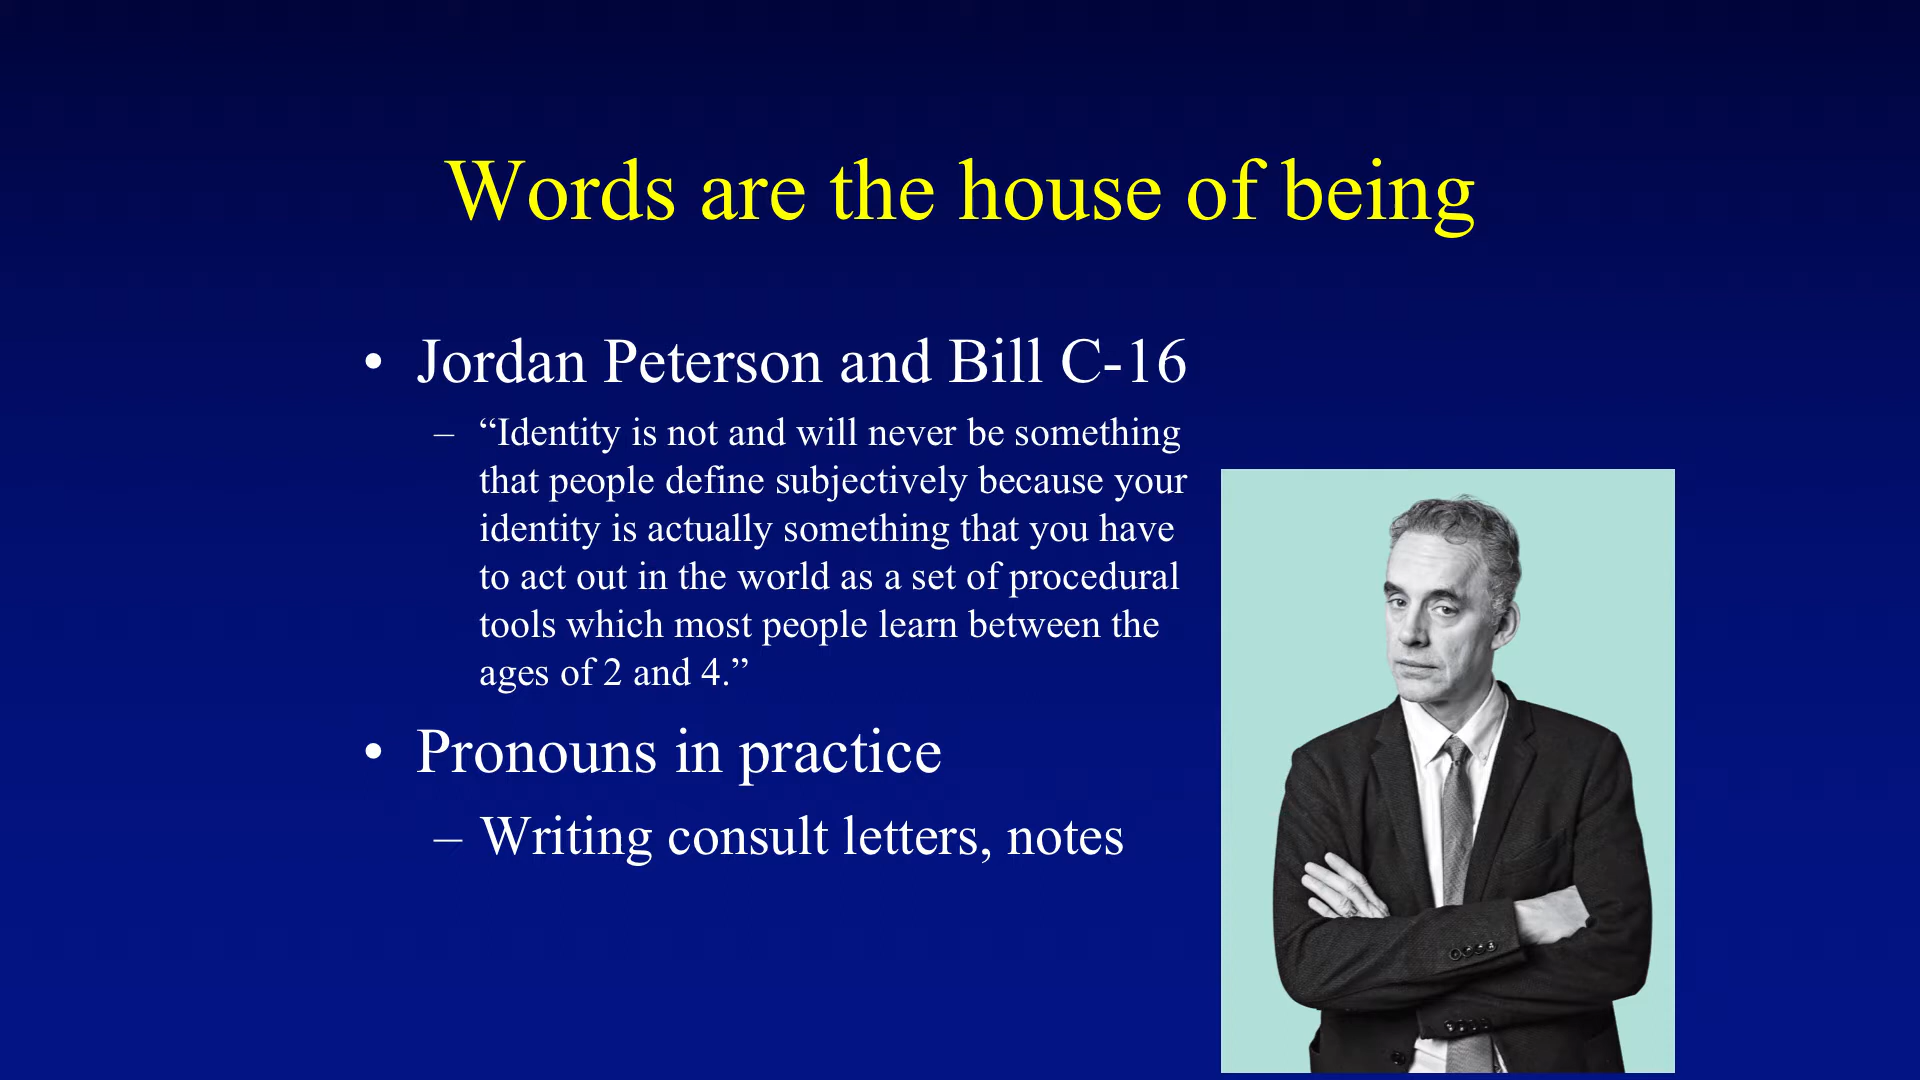 Words are the house of being
• Jordan Peterson and Bill C-16
– “Identity is not and will never be something
that people define subjectively because your
identity is actually something that you have
to act out in the world as a set of procedural
tools which most people learn between the
ages of 2 and 4.”
• Pronouns in practice
– Writing consult letters, notes